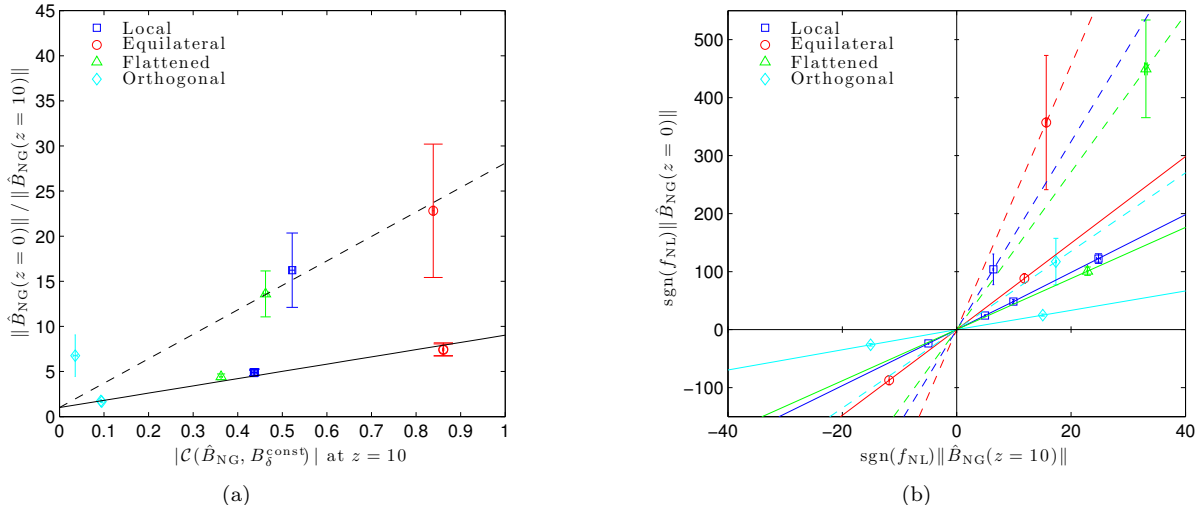 45
40
35
30
25
20
15
10
5
0
∥B̂_NG(z = 0)∥ / ∥B̂_NG(z = 10)∥
Local
Equilateral
Flattened
Orthogonal
0 0.1 0.2 0.3 0.4 0.5 0.6 0.7 0.8 0.9 1
|𝒞(B̂_NG, B_δ^const)| at z = 10
(a)
500
400
300
200
100
0
−100
sgn(f_NL)∥B̂_NG(z = 0)∥
Local
Equilateral
Flattened
Orthogonal
−40 −20 0 20 40
sgn(f_NL)∥B̂_NG(z = 10)∥
(b)